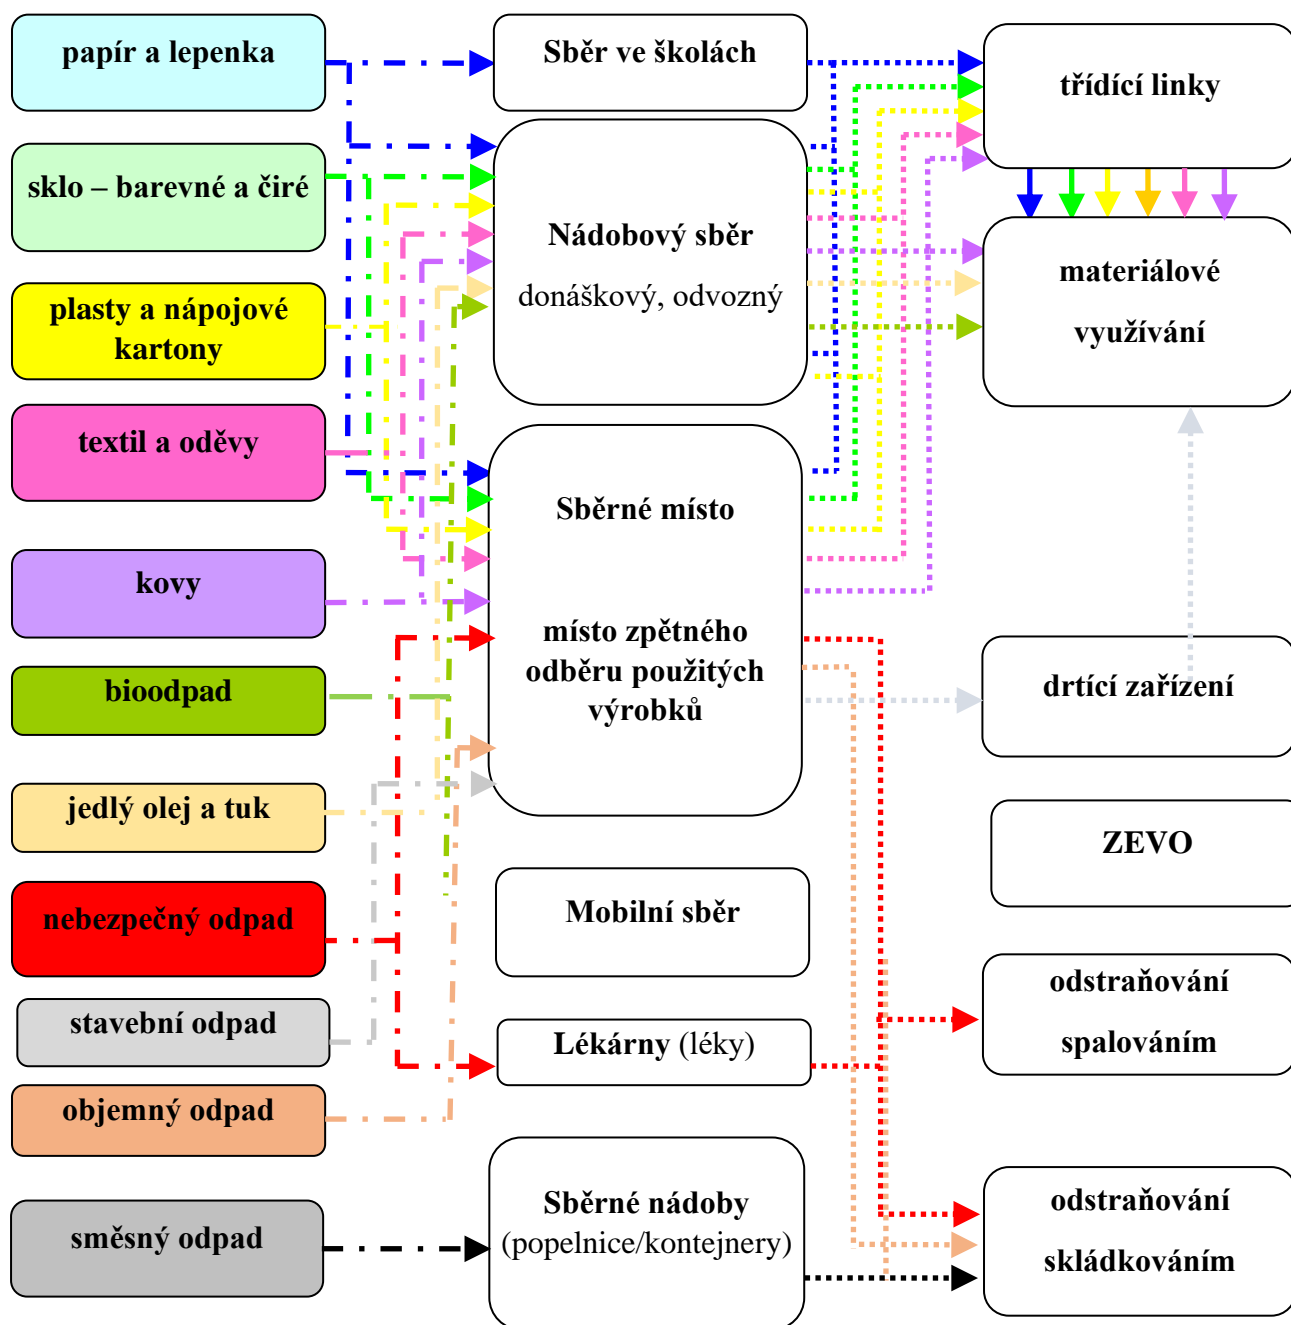 papír a lepenka
sklo – barevné a čiré
plasty a nápojové
kartony
textil a oděvy
kovy
bioodpad
jedlý olej a tuk
nebezpečný odpad
stavební odpad
objemný odpad
směsný odpad
Sběr ve školách
Nádobový sběr
donáškový, odvozný
Sběrné místo
místo zpětného
odběru použitých
výrobků
Mobilní sběr
Lékárny (léky)
Sběrné nádoby
(popelnice/kontejnery)
třídící linky
materiálové
využívání
drtící zařízení
ZEVO
odstraňování
spalováním
odstraňování
skládkováním